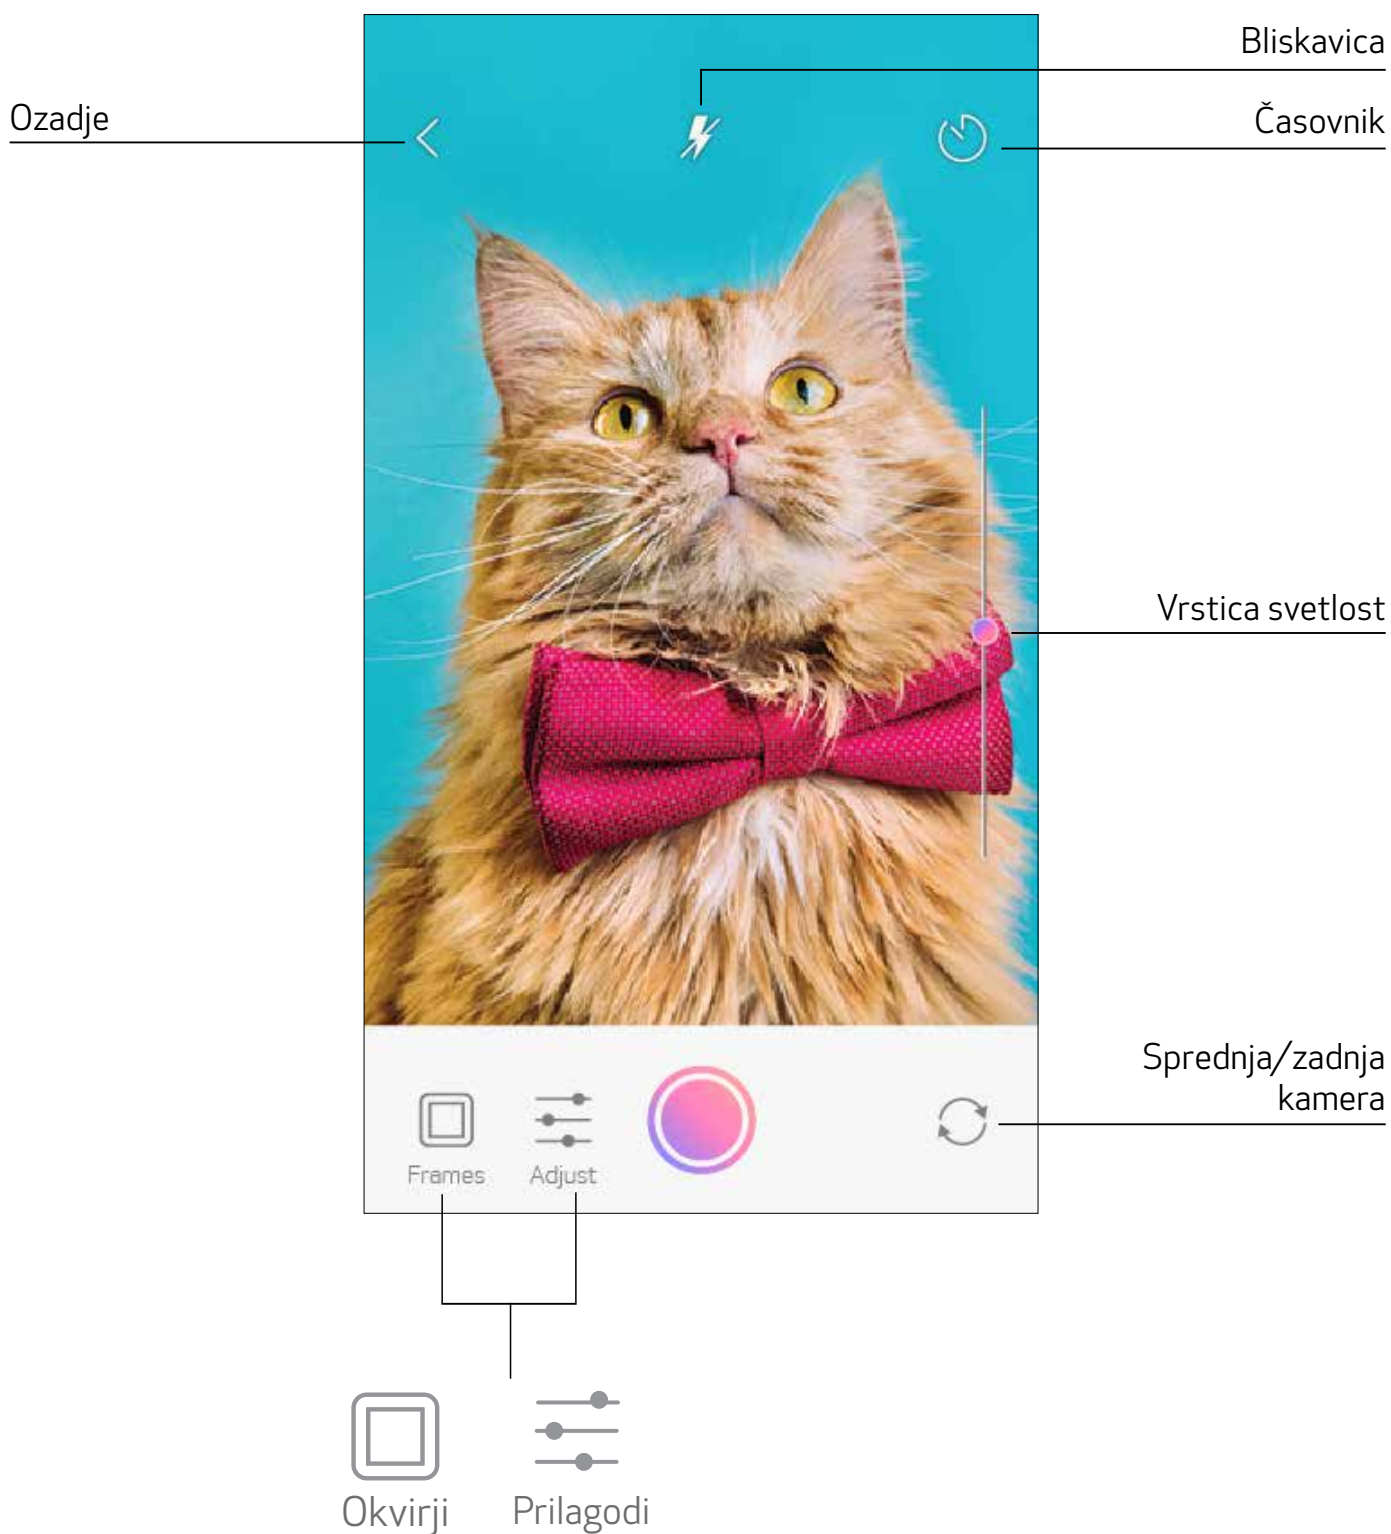 Bliskavica
Ozadje
Časovnik
Vrstica svetlost
Sprednja/zadnja
kamera
Frames
Adjust
Okvirji
Prilagodi